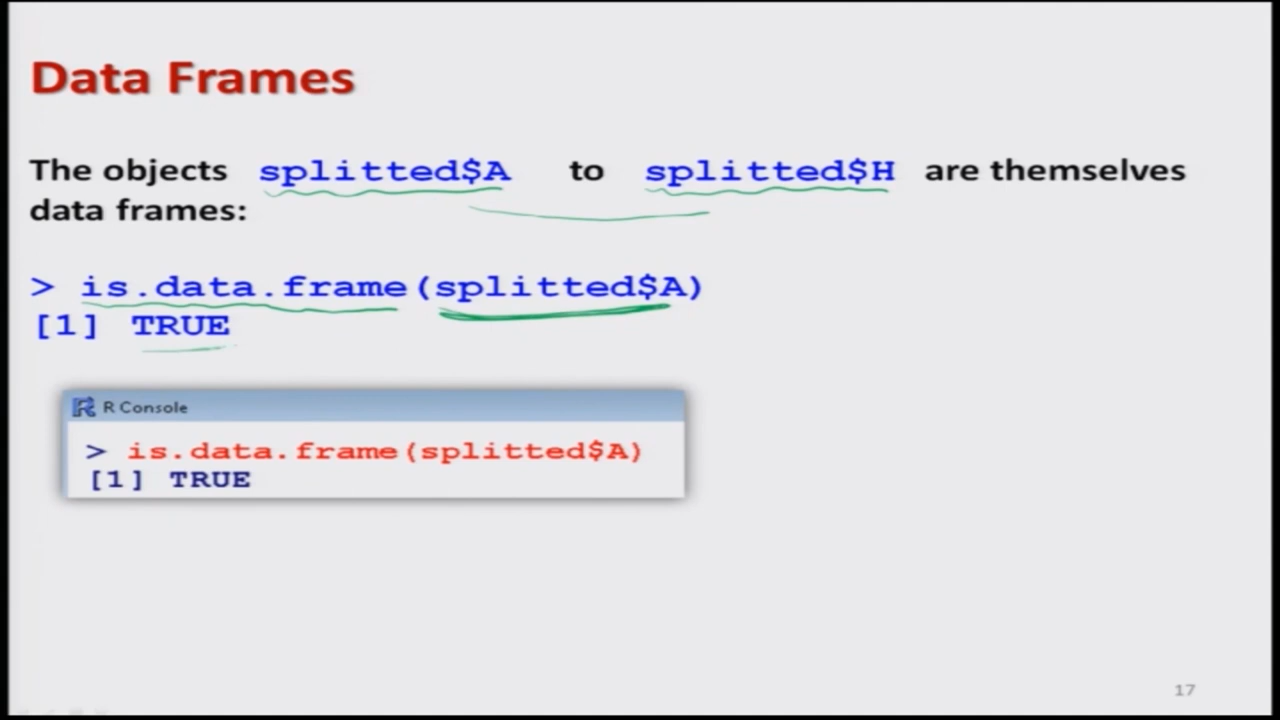 Data Frames
The objects splitted$A to splitted$H are themselves
data frames:
> is.data.frame(splitted$A)
[1] TRUE
R Console
> is.data.frame(splitted$A)
[1] TRUE
17